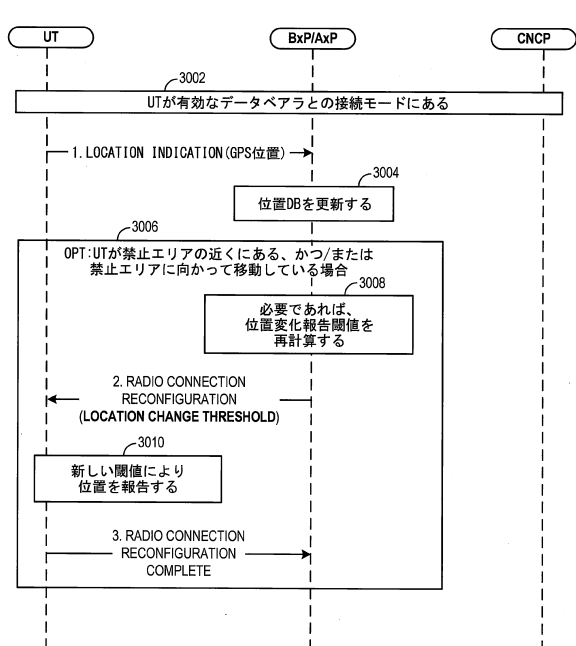 UT
BxP/AxP
CNCP
3002
UTが有効なデータベアラとの接続モードにある
1. LOCATION INDICATION(GPS位置)
3004
位置DBを更新する
3006
OPT:UTが禁止エリアの近くにある、かつ/または
禁止エリアに向かって移動している場合
3008
必要であれば、
位置変化報告閾値を
再計算する
2. RADIO CONNECTION
RECONFIGURATION
(LOCATION CHANGE THRESHOLD)
3010
新しい閾値により
位置を報告する
3. RADIO CONNECTION
RECONFIGURATION
COMPLETE